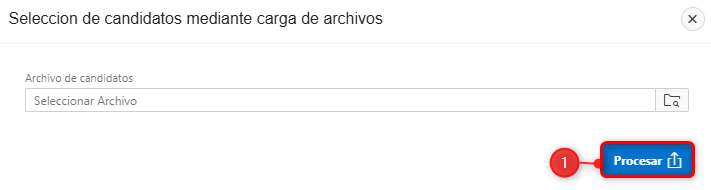 Seleccion de candidatos mediante carga de archivos
Archivo de candidatos
Seleccionar Archivo
1
Procesar